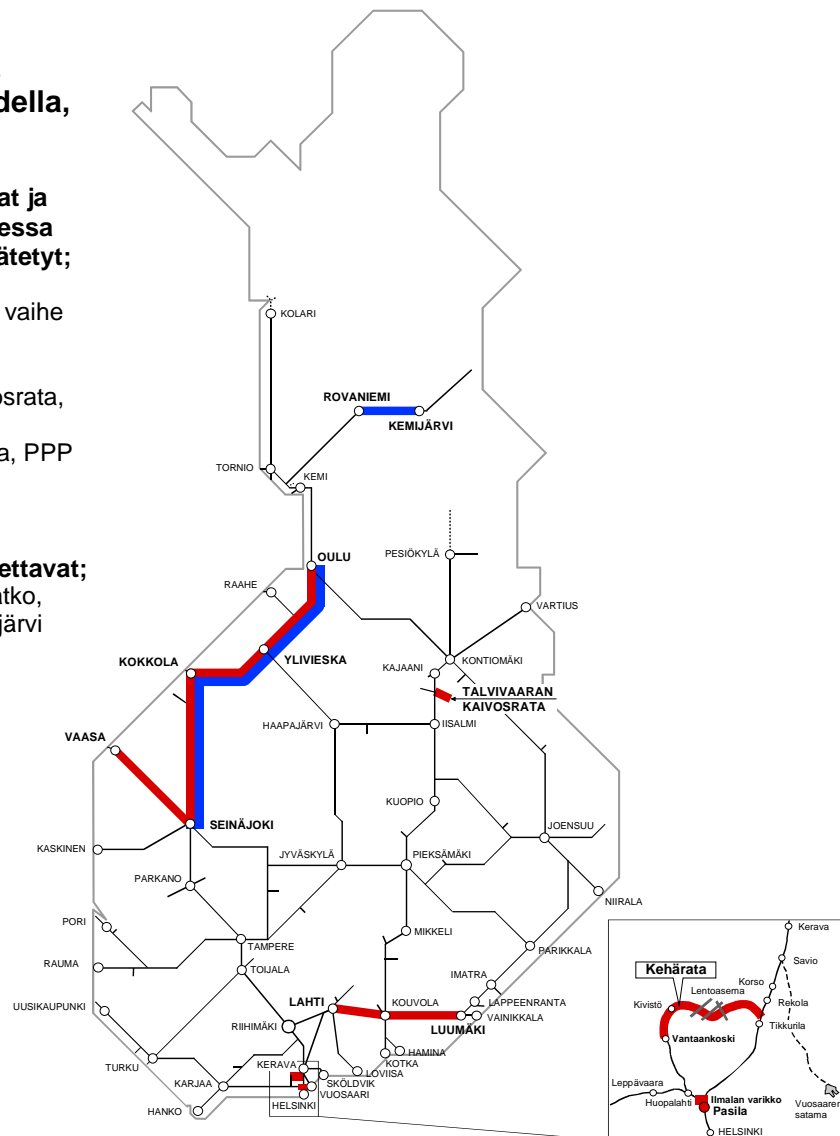 della,
at ja
essa
ätetyt;
vaihe
osrata,
a, PPP
ettavat;
atko,
järvi
KOLARI
ROVANIEMI
KEMIJÄRVI
TORNIO
KEMI
OULU
PESIÖKYLÄ
RAAHE
VARTIUS
YLIVIESKA
KONTIOMÄKI
KOKKOLA
KAJAANI
TALVIVAARAN
KAIVOSRATA
HAAPAJÄRVI
IISALMI
VAASA
KUOPIO
SEINÄJOKI
JOENSUU
KASKINEN
JYVÄSKYLÄ
PIEKSÄMÄKI
PARKANO
NIIRALA
PORI
MIKKELI
TAMPERE
PARIKKALA
RAUMA
TOIJALA
IMATRA
LAHTI
KOUVOLA
LAPPEENRANTA
UUSIKAUPUNKI
VAINIKKALA
RIIHIMÄKI
LUUMÄKI
HAMINA
TURKU
KERAVA
KOTKA
LOVIISA
KARJAA
SKÖLDVIK
VUOSAARI
HELSINKI
HANKO
Kerava
Savio
Kehärata
Lentoasema
Korso
Rekola
Kivistö
Tikkurila
Vantaankoski
Leppävaara
Ilmalan varikko
Huopalahti
Pasila
Vuosaaren
satama
HELSINKI